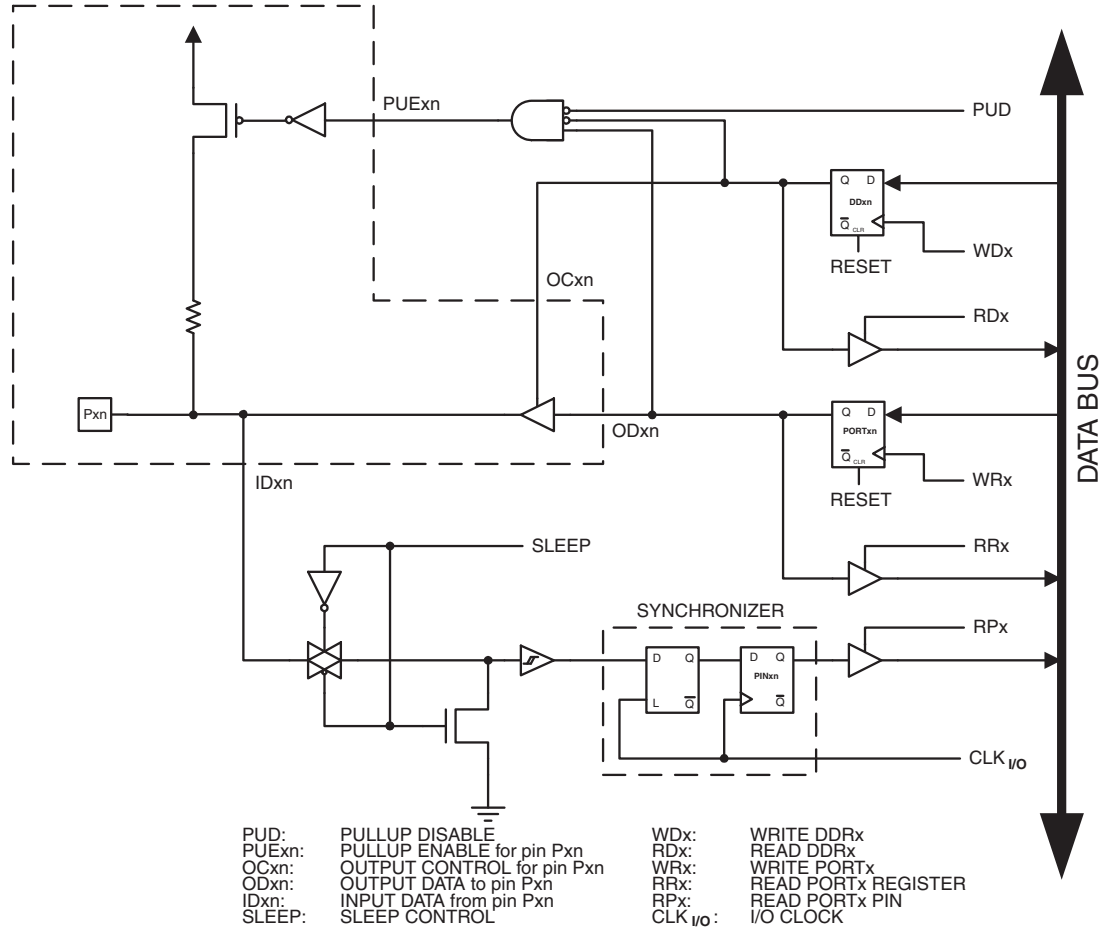 PUExn
PUD
Q D
DDxn
Q CLR
WDx
RESET
OCxn
RDx
DATA BUS
Pxn
Q D
ODxn
PORTxn
Q CLR
IDxn
WRx
RESET
SLEEP
RRx
SYNCHRONIZER
RPx
D Q
D Q
PINxn
L Q
Q
CLK I/O
PUD: PULLUP DISABLE
PUExn: PULLUP ENABLE for pin Pxn
OCxn: OUTPUT CONTROL for pin Pxn
ODxn: OUTPUT DATA to pin Pxn
IDxn: INPUT DATA from pin Pxn
SLEEP: SLEEP CONTROL
WDx: WRITE DDRx
RDx: READ DDRx
WRx: WRITE PORTx
RRx: READ PORTx REGISTER
RPx: READ PORTx PIN
CLK I/O: I/O CLOCK